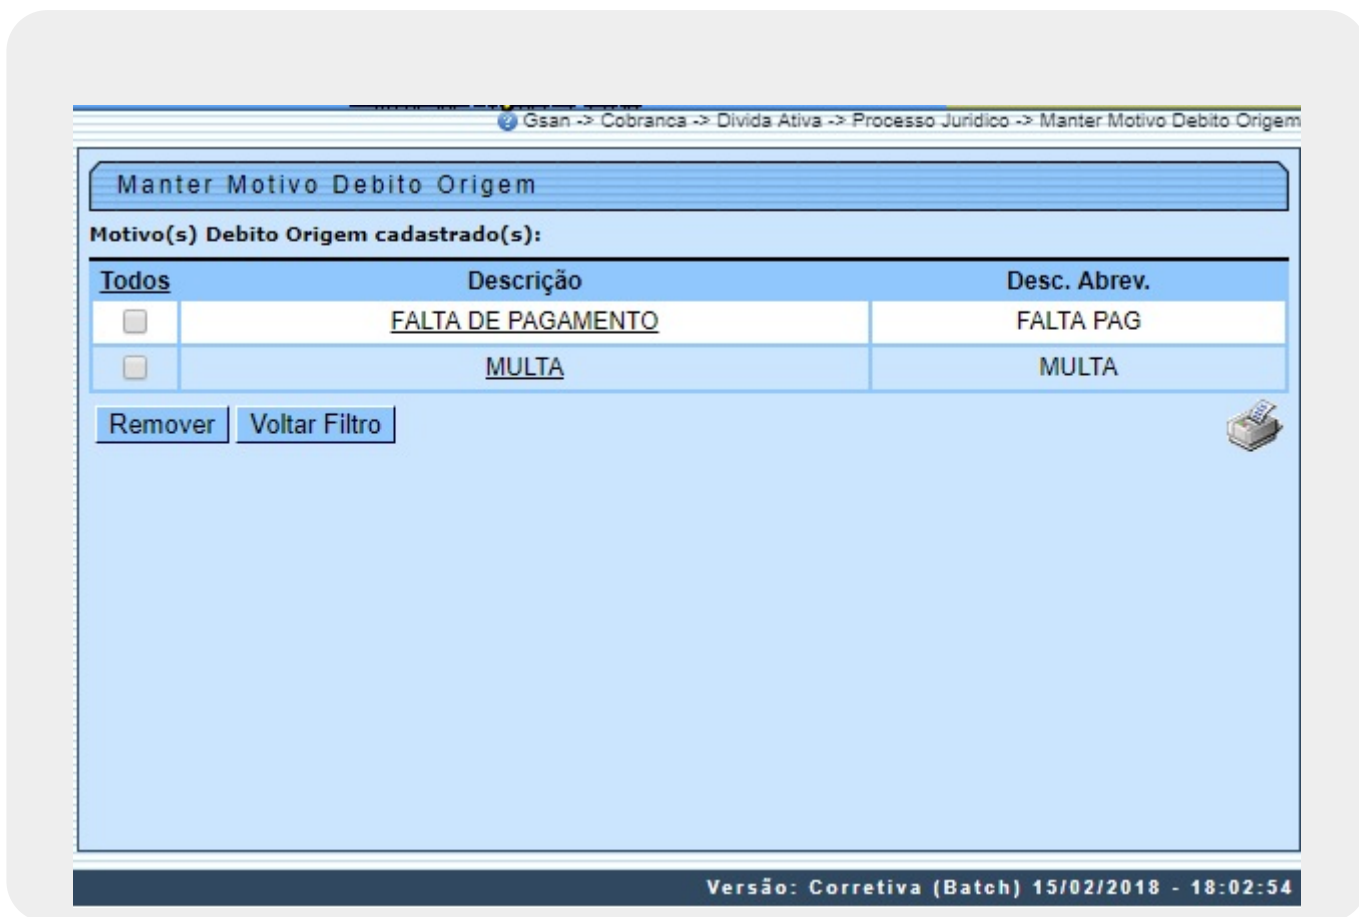 Gsan -> Cobranca -> Divida Ativa -> Processo Juridico -> Manter Motivo Debito Origem
Manter Motivo Debito Origem
Motivo(s) Debito Origem cadastrado(s):
Todos Descrição Desc. Abrev.
FALTA DE PAGAMENTO FALTA PAG
MULTA MULTA
Remover Voltar Filtro
Versão: Corretiva (Batch) 15/02/2018 - 18:02:54